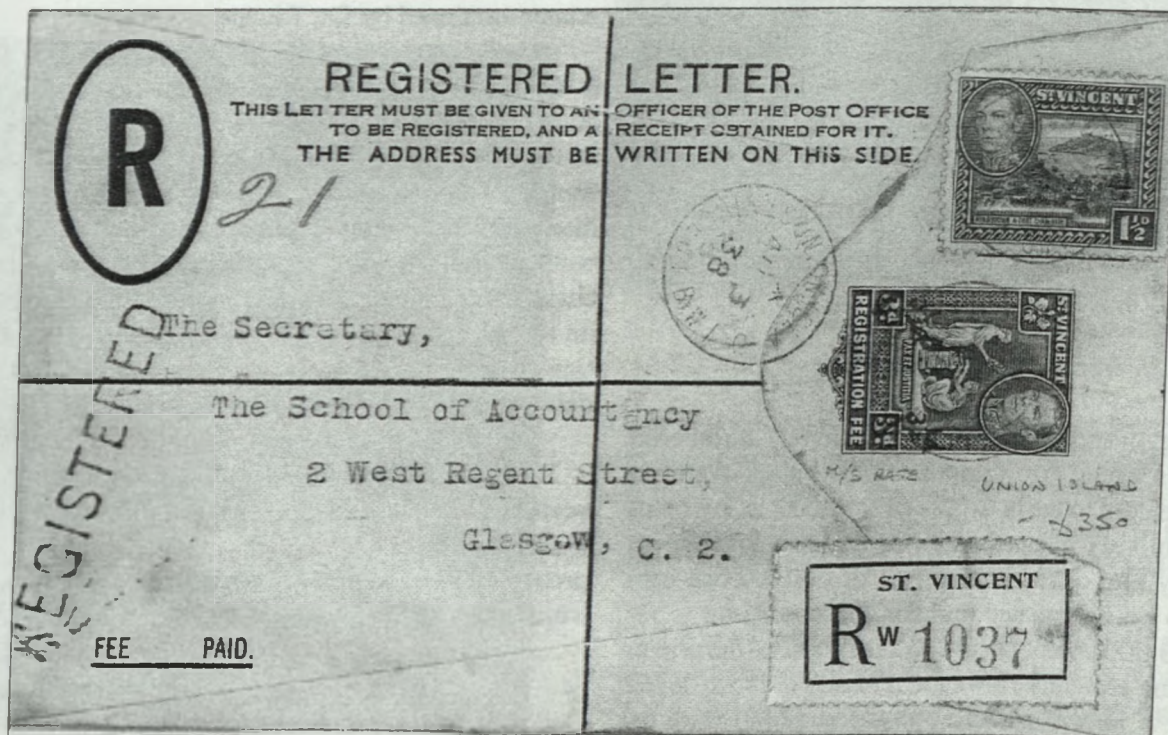 R
REGISTERED LETTER.
THIS LETTER MUST BE GIVEN TO AN OFFICER OF THE POST OFFICE
TO BE REGISTERED, AND A RECEIPT OBTAINED FOR IT.
THE ADDRESS MUST BE WRITTEN ON THIS SIDE.
21
ST VINCENT
1½D
38
REGISTERED
The Secretary,
The School of Accountancy
2 West Regent Street,
Glasgow, C. 2.
ST. VINCENT
3d.
REGISTRATION FEE
3d.
M/S RATE
UNION ISLAND
- £350
FEE PAID.
ST. VINCENT
RW 1037